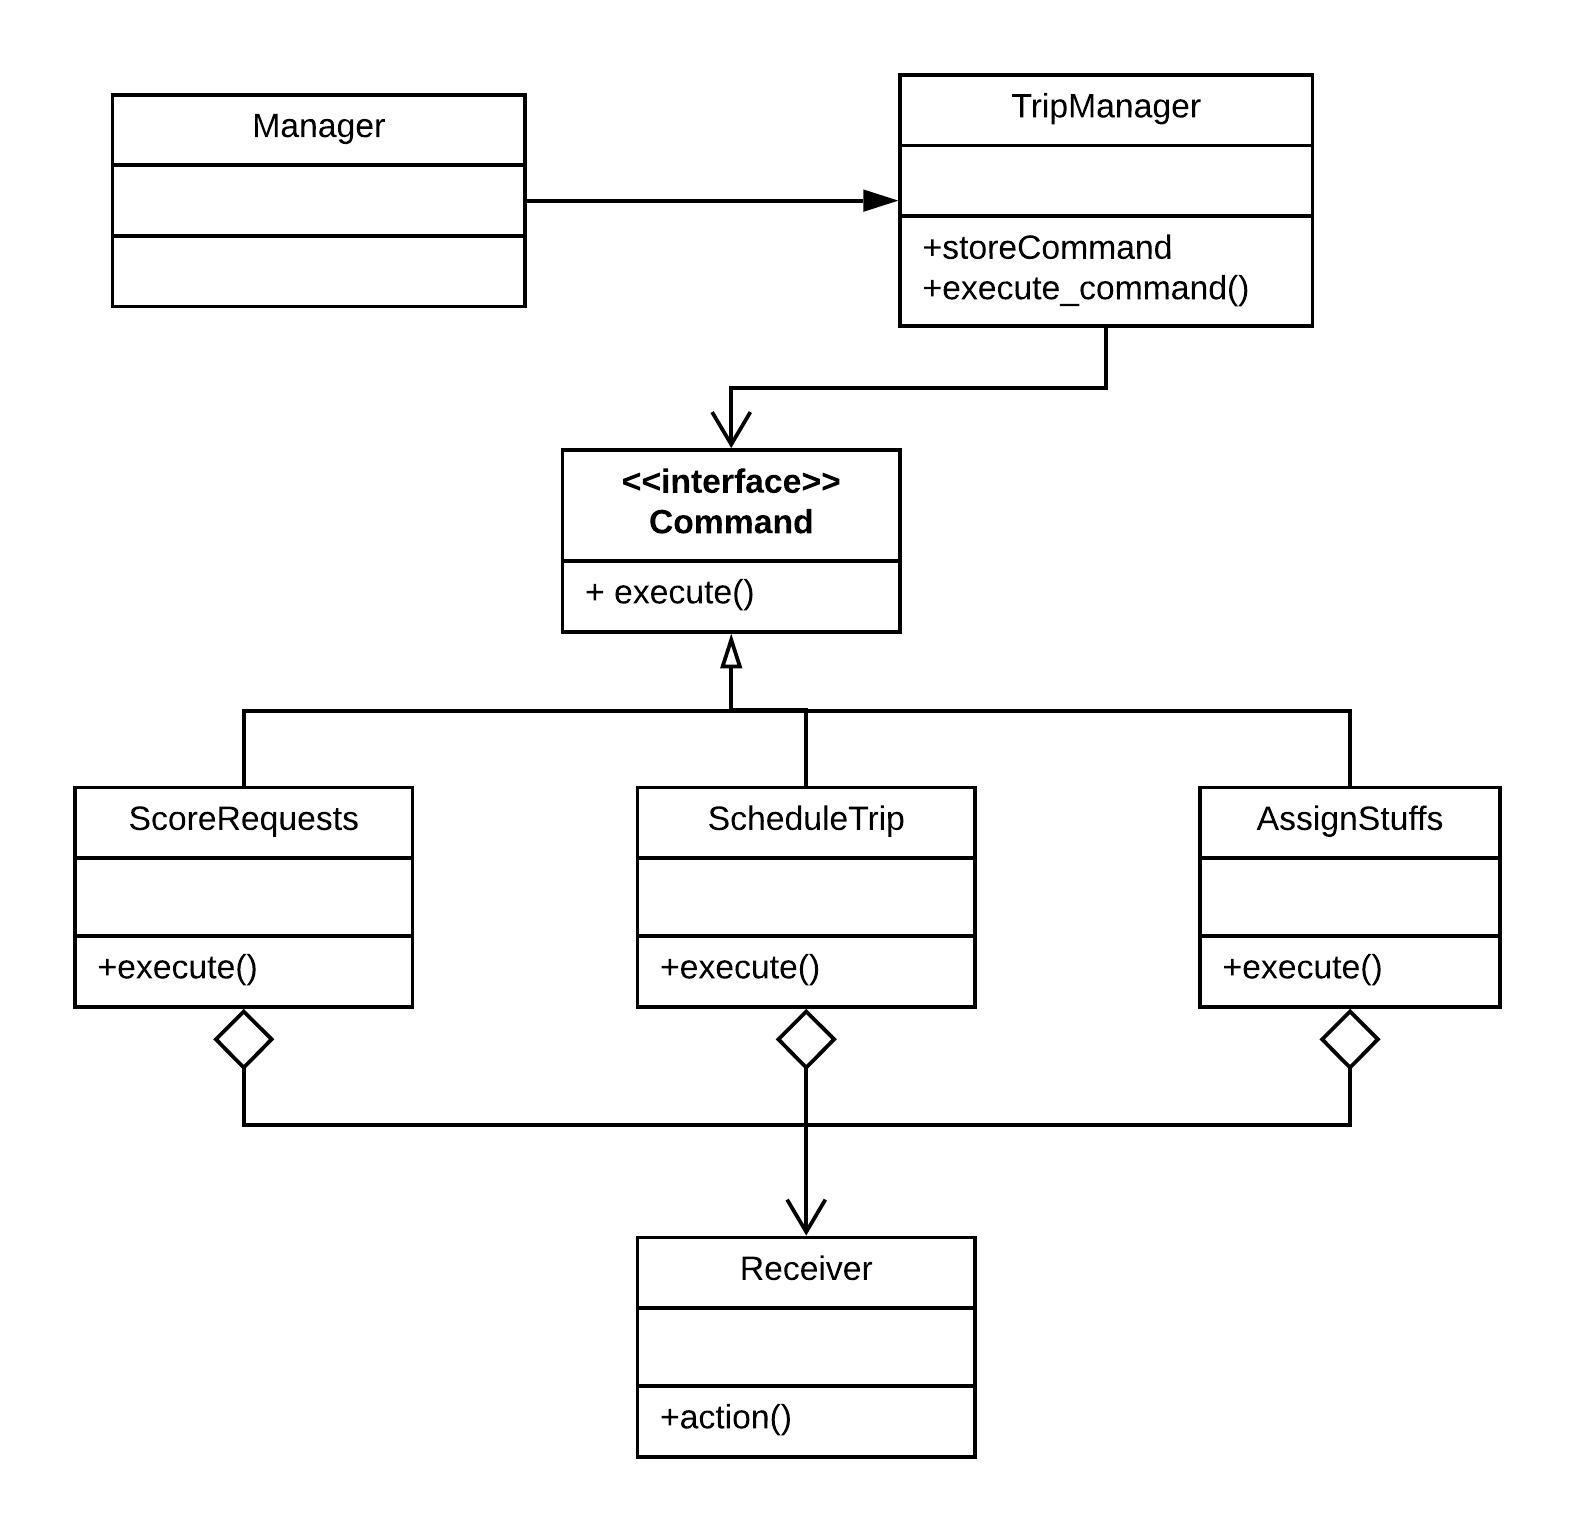 Manager
TripManager
+storeCommand
+execute_command()
<<interface>>
Command
+ execute()
ScoreRequests
+execute()
ScheduleTrip
+execute()
AssignStuffs
+execute()
Receiver
+action()